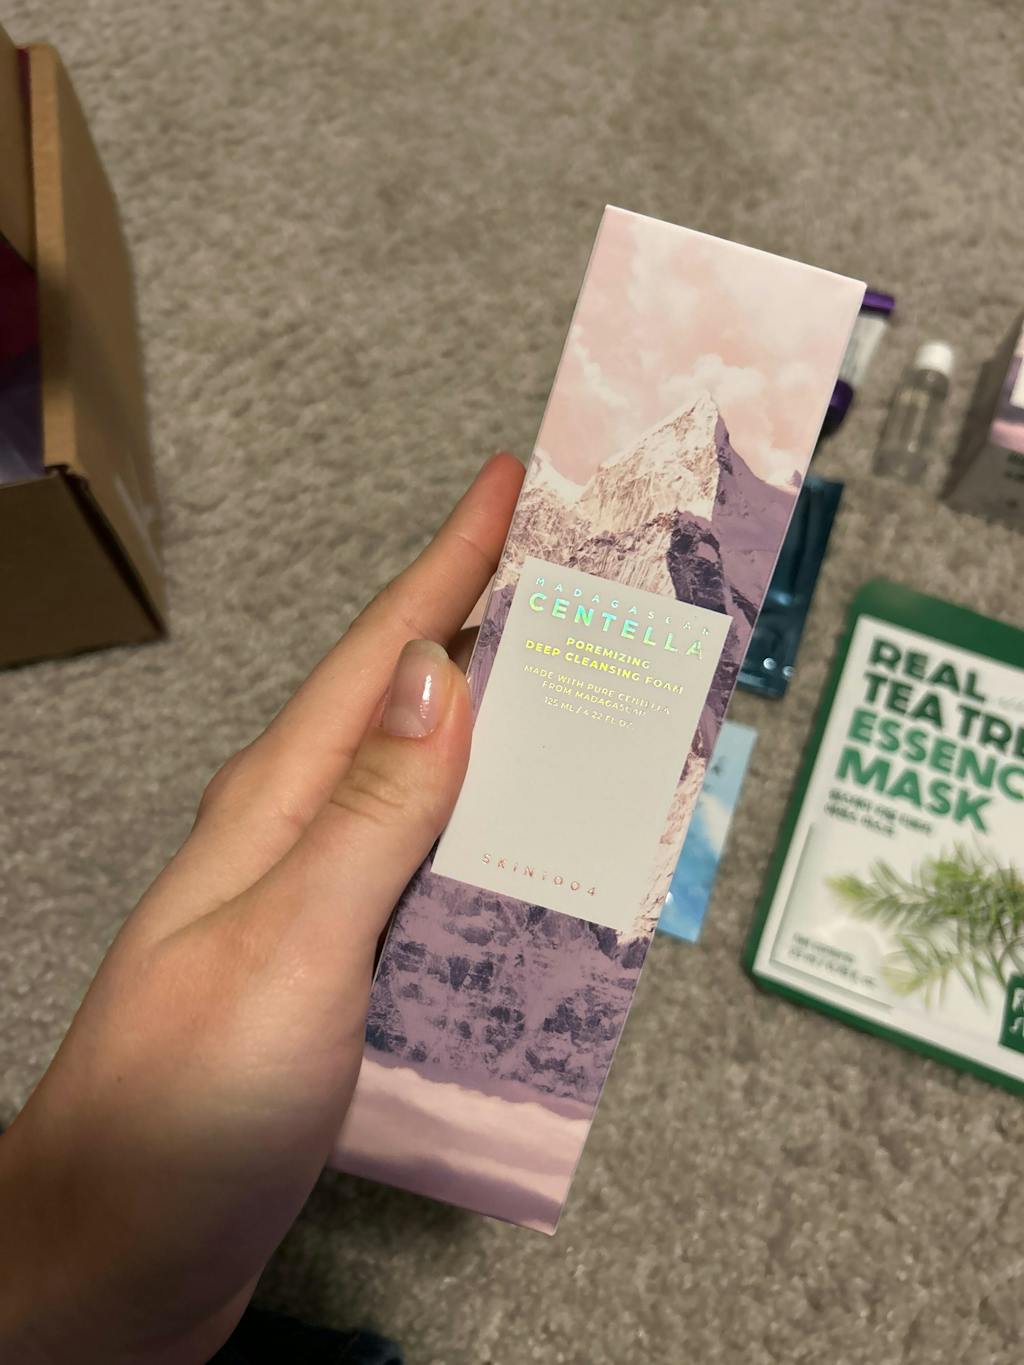 MADAGASCAR
CENTELLA
POREMIZING
DEEP CLEANSING FOAM
MADE WITH PURE CENTELLA
FROM MADAGASCAR
125 ML / 4.22 FL.OZ.
SKIN1004
REAL
TEA TRE
ESSENC
MASK